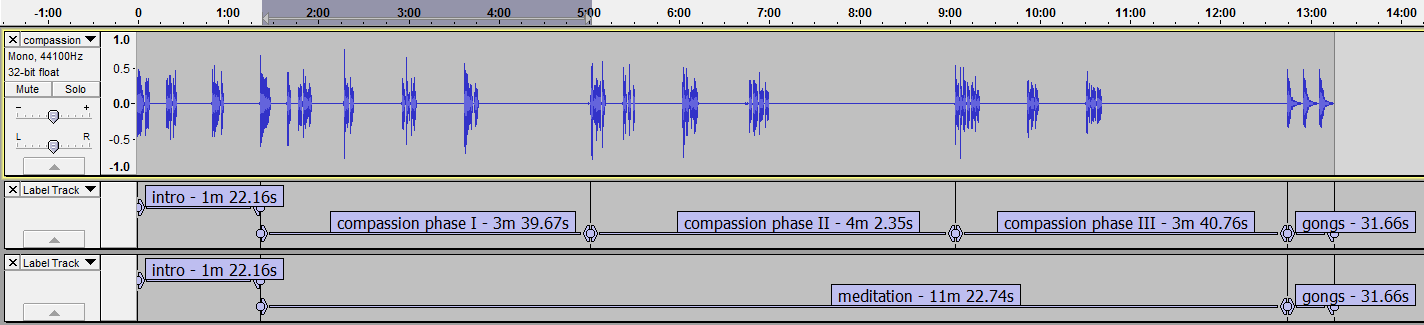 -1:00 0 1:00 2:00 3:00 4:00 5:00 6:00 7:00 8:00 9:00 10:00 11:00 12:00 13:00 14:00
compassion
Mono, 44100Hz
32-bit float
Mute Solo
- +
L R
1.0
0.5
0.0
-0.5
-1.0
Label Track
intro - 1m 22.16s
compassion phase I - 3m 39.67s compassion phase II - 4m 2.35s compassion phase III - 3m 40.76s gongs - 31.66s
Label Track
intro - 1m 22.16s
meditation - 11m 22.74s gongs - 31.66s